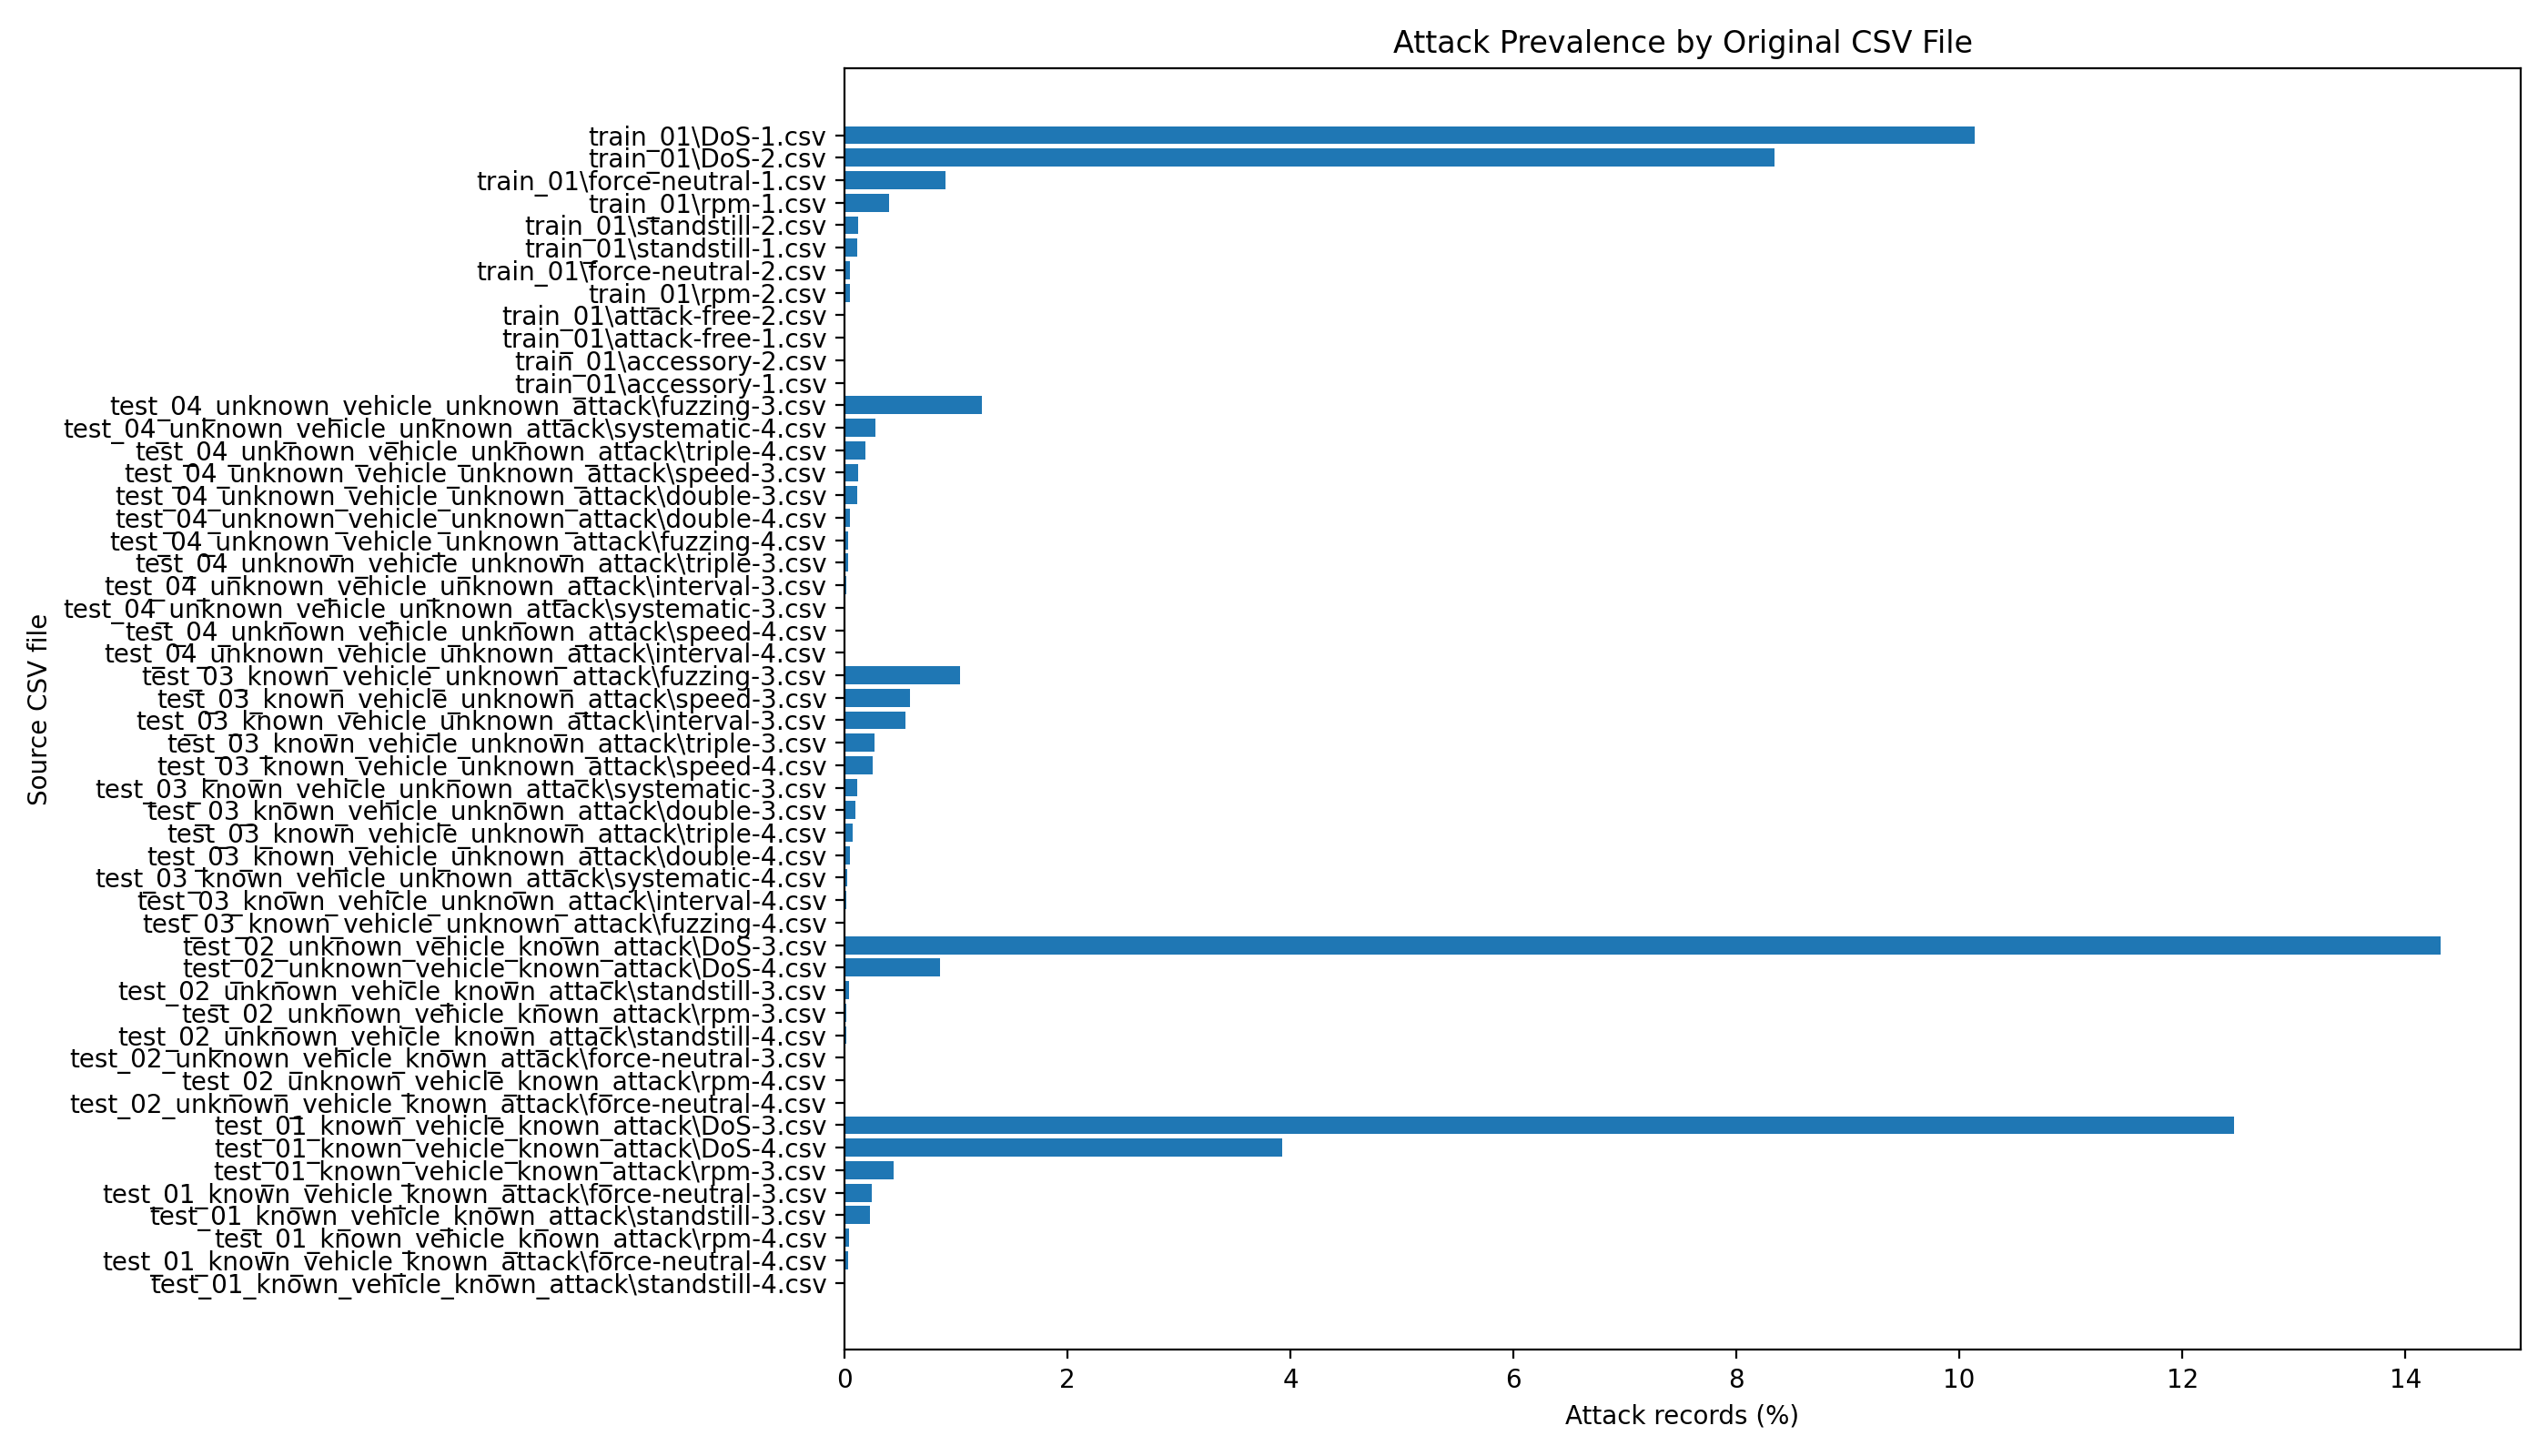 Attack Prevalence by Original CSV File
Source CSV file
train_01\DoS-1.csv
train_01\DoS-2.csv
train_01\force-neutral-1.csv
train_01\rpm-1.csv
train_01\standstill-2.csv
train_01\standstill-1.csv
train_01\force-neutral-2.csv
train_01\rpm-2.csv
train_01\attack-free-2.csv
train_01\attack-free-1.csv
train_01\accessory-2.csv
train_01\accessory-1.csv
test_04_unknown_vehicle_unknown_attack\fuzzing-3.csv
test_04_unknown_vehicle_unknown_attack\systematic-4.csv
test_04_unknown_vehicle_unknown_attack\triple-4.csv
test_04_unknown_vehicle_unknown_attack\speed-3.csv
test_04_unknown_vehicle_unknown_attack\double-3.csv
test_04_unknown_vehicle_unknown_attack\double-4.csv
test_04_unknown_vehicle_unknown_attack\fuzzing-4.csv
test_04_unknown_vehicle_unknown_attack\triple-3.csv
test_04_unknown_vehicle_unknown_attack\interval-3.csv
test_04_unknown_vehicle_unknown_attack\systematic-3.csv
test_04_unknown_vehicle_unknown_attack\speed-4.csv
test_04_unknown_vehicle_unknown_attack\interval-4.csv
test_03_known_vehicle_unknown_attack\fuzzing-3.csv
test_03_known_vehicle_unknown_attack\speed-3.csv
test_03_known_vehicle_unknown_attack\interval-3.csv
test_03_known_vehicle_unknown_attack\triple-3.csv
test_03_known_vehicle_unknown_attack\speed-4.csv
test_03_known_vehicle_unknown_attack\systematic-3.csv
test_03_known_vehicle_unknown_attack\double-3.csv
test_03_known_vehicle_unknown_attack\triple-4.csv
test_03_known_vehicle_unknown_attack\double-4.csv
test_03_known_vehicle_unknown_attack\systematic-4.csv
test_03_known_vehicle_unknown_attack\interval-4.csv
test_03_known_vehicle_unknown_attack\fuzzing-4.csv
test_02_unknown_vehicle_known_attack\DoS-3.csv
test_02_unknown_vehicle_known_attack\DoS-4.csv
test_02_unknown_vehicle_known_attack\standstill-3.csv
test_02_unknown_vehicle_known_attack\rpm-3.csv
test_02_unknown_vehicle_known_attack\standstill-4.csv
test_02_unknown_vehicle_known_attack\force-neutral-3.csv
test_02_unknown_vehicle_known_attack\rpm-4.csv
test_02_unknown_vehicle_known_attack\force-neutral-4.csv
test_01_known_vehicle_known_attack\DoS-3.csv
test_01_known_vehicle_known_attack\DoS-4.csv
test_01_known_vehicle_known_attack\rpm-3.csv
test_01_known_vehicle_known_attack\force-neutral-3.csv
test_01_known_vehicle_known_attack\standstill-3.csv
test_01_known_vehicle_known_attack\rpm-4.csv
test_01_known_vehicle_known_attack\force-neutral-4.csv
test_01_known_vehicle_known_attack\standstill-4.csv
0 2 4 6 8 10 12 14
Attack records (%)